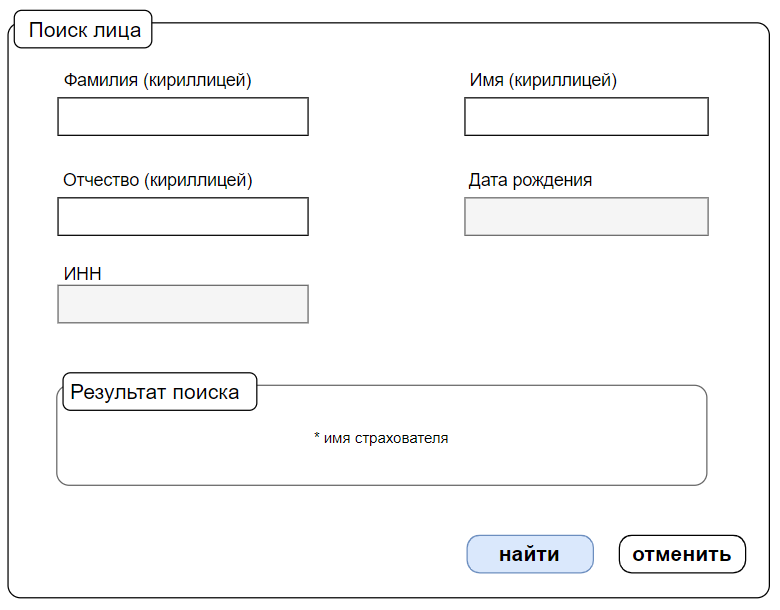 Поиск лица
Фамилия (кириллицей)
Имя (кириллицей)
Отчество (кириллицей)
Дата рождения
ИНН
Результат поиска
* имя страхователя
найти
отменить